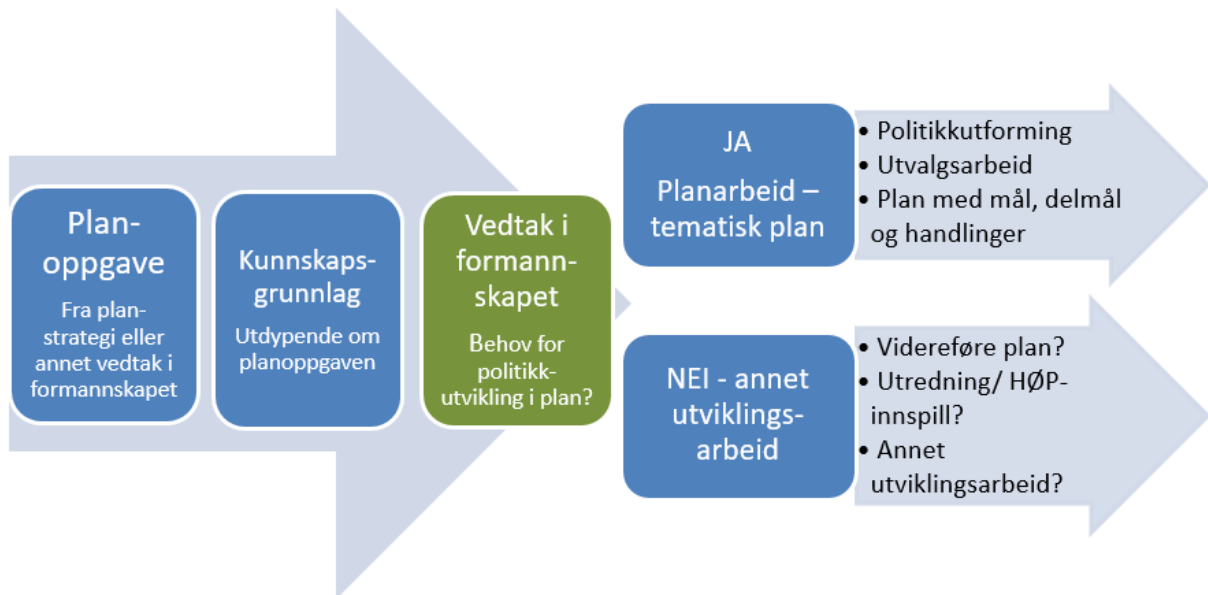 Plan-
oppgave
Fra plan-
strategi eller
annet vedtak i
formannskapet
Kunnskaps-
grunnlag
Utdypende om
planoppgaven
Vedtak i
formann-
skapet
Behov for
politikk-
utvikling i plan?
JA
Planarbeid –
tematisk plan
• Politikkutforming
• Utvalgsarbeid
• Plan med mål, delmål
og handlinger
NEI - annet
utviklings-
arbeid
• Videreføre plan?
• Utredning/ HØP-
innspill?
• Annet
utviklingsarbeid?